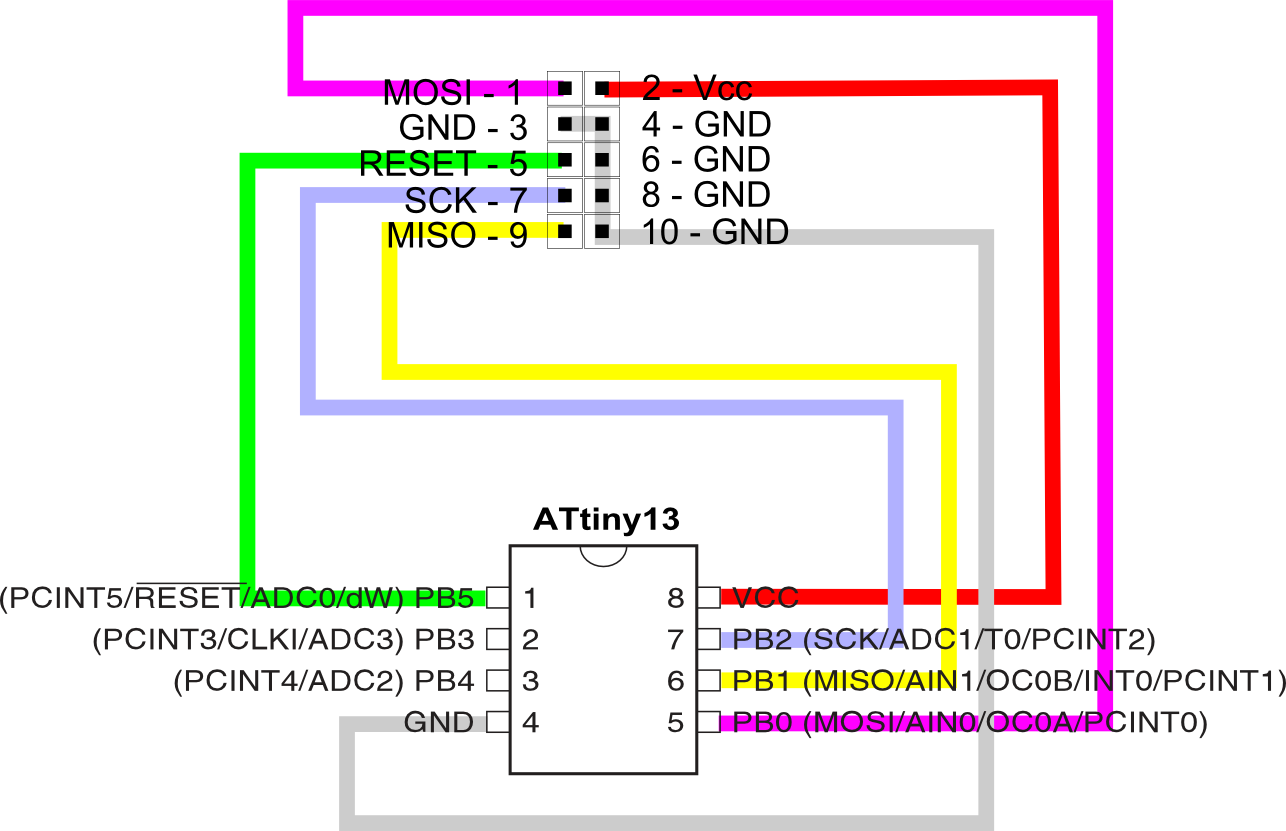 MOSI - 1 2 - Vcc
GND - 3 4 - GND
RESET - 5 6 - GND
SCK - 7 8 - GND
MISO - 9 10 - GND
ATtiny13
(PCINT5/RESET/ADC0/dW) PB5 1 8 VCC
(PCINT3/CLKI/ADC3) PB3 2 7 PB2 (SCK/ADC1/T0/PCINT2)
(PCINT4/ADC2) PB4 3 6 PB1 (MISO/AIN1/OC0B/INT0/PCINT1)
GND 4 5 PB0 (MOSI/AIN0/OC0A/PCINT0)